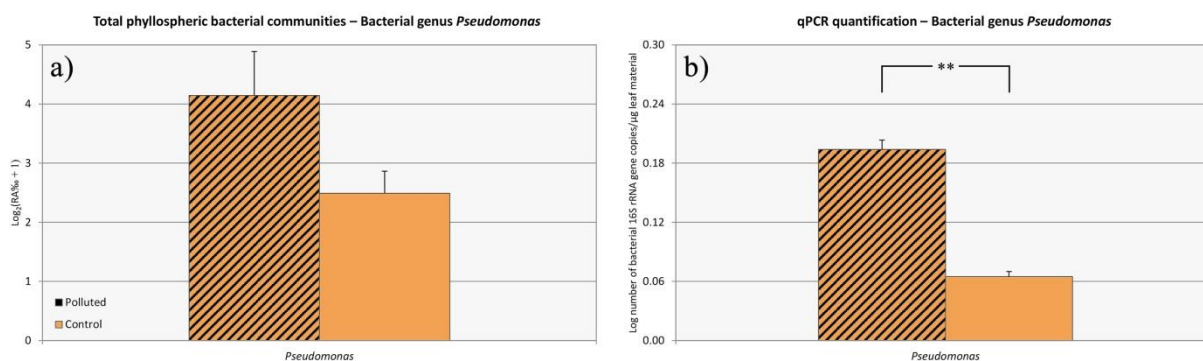 Total phyllospheric bacterial communities – Bacterial genus Pseudomonas
a)
Log₂(RA‰ + 1)
5
4
3
2
1
0
Polluted
Control
Pseudomonas
qPCR quantification – Bacterial genus Pseudomonas
b)
**
Log number of bacterial 16S rRNA gene copies/µg leaf material
0.30
0.24
0.18
0.12
0.06
0.00
Pseudomonas